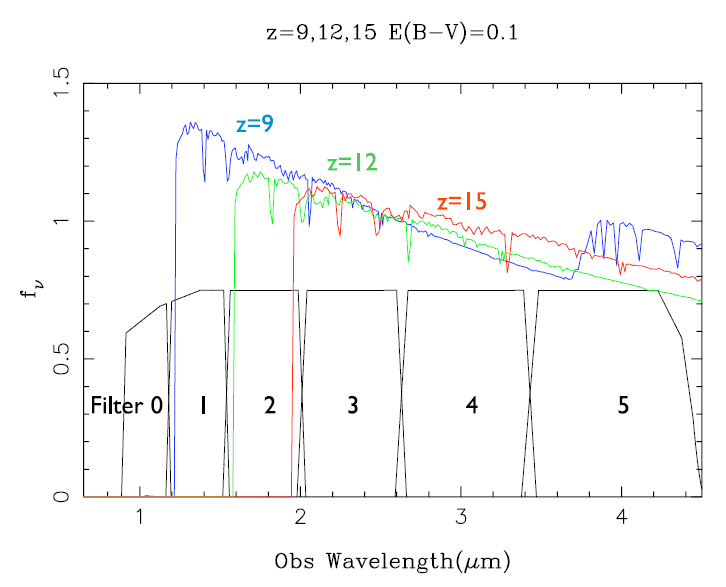 z=9,12,15 E(B−V)=0.1
1.5
z=9
z=12
z=15
1
f_ν
0.5
Filter 0 1 2 3 4 5
0
1 2 3 4
Obs Wavelength(μm)